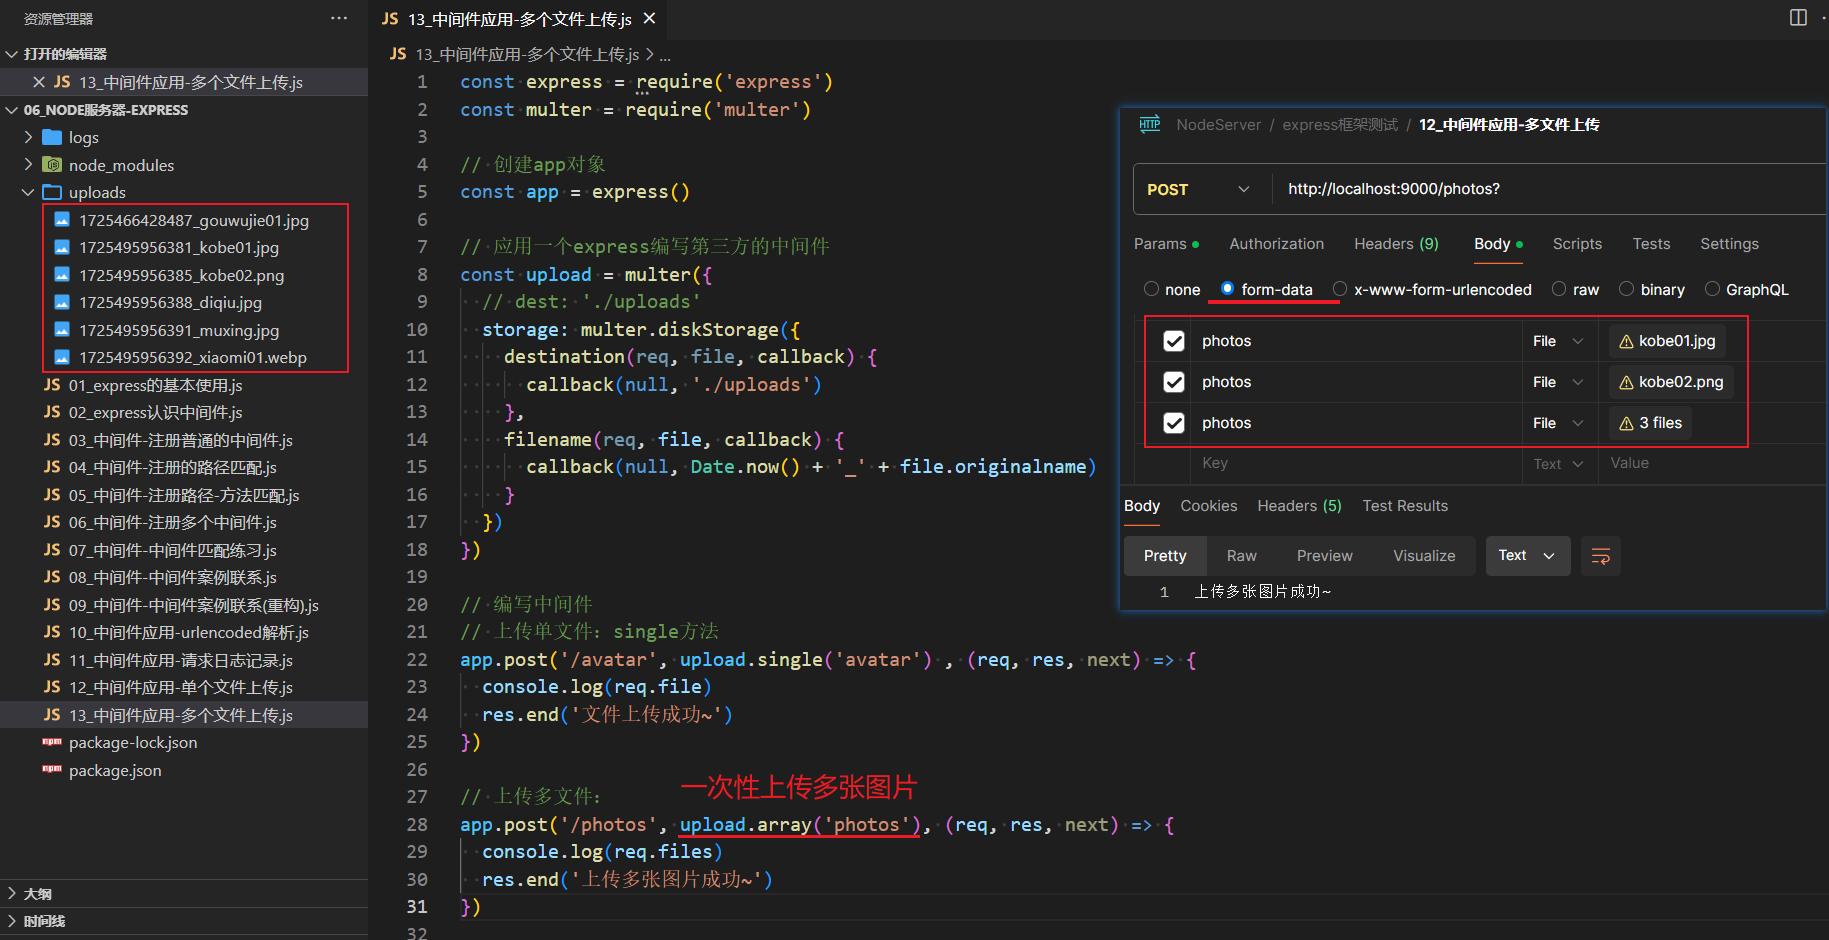 资源管理器
打开的编辑器
JS 13_中间件应用-多个文件上传.js
06_NODE服务器-EXPRESS
logs
node_modules
uploads
1725466428487_gouwujie01.jpg
1725495956381_kobe01.jpg
1725495956385_kobe02.png
1725495956388_diqiu.jpg
1725495956391_muxing.jpg
1725495956392_xiaomi01.webp
JS 01_express的基本使用.js
JS 02_express认识中间件.js
JS 03_中间件-注册普通的中间件.js
JS 04_中间件-注册的路径匹配.js
JS 05_中间件-注册路径-方法匹配.js
JS 06_中间件-注册多个中间件.js
JS 07_中间件-中间件匹配练习.js
JS 08_中间件-中间件案例联系.js
JS 09_中间件-中间件案例联系(重构).js
JS 10_中间件应用-urlencoded解析.js
JS 11_中间件应用-请求日志记录.js
JS 12_中间件应用-单个文件上传.js
JS 13_中间件应用-多个文件上传.js
npm package-lock.json
npm package.json
大纲
时间线
JS 13_中间件应用-多个文件上传.js
JS 13_中间件应用-多个文件上传.js > ...
1 const express = require('express')
2 const multer = require('multer')
3
4 // 创建app对象
5 const app = express()
6
7 // 应用一个express编写第三方的中间件
8 const upload = multer({
9 // dest: './uploads'
10 storage: multer.diskStorage({
11 destination(req, file, callback) {
12 callback(null, './uploads')
13 },
14 filename(req, file, callback) {
15 callback(null, Date.now() + '_' + file.originalname)
16 }
17 })
18 })
19
20 // 编写中间件
21 // 上传单文件: single方法
22 app.post('/avatar', upload.single('avatar') , (req, res, next) => {
23 console.log(req.file)
24 res.end('文件上传成功~')
25 })
26
一次性上传多张图片
27 // 上传多文件:
28 app.post('/photos', upload.array('photos'), (req, res, next) => {
29 console.log(req.files)
30 res.end('上传多张图片成功~')
31 })
32
HTTP NodeServer / express框架测试 / 12_中间件应用-多文件上传
POST http://localhost:9000/photos?
Params Authorization Headers (9) Body Scripts Tests Settings
none form-data x-www-form-urlencoded raw binary GraphQL
photos File kobe01.jpg
photos File kobe02.png
photos File 3 files
Key Text Value
Body Cookies Headers (5) Test Results
Pretty Raw Preview Visualize Text
1 上传多张图片成功~